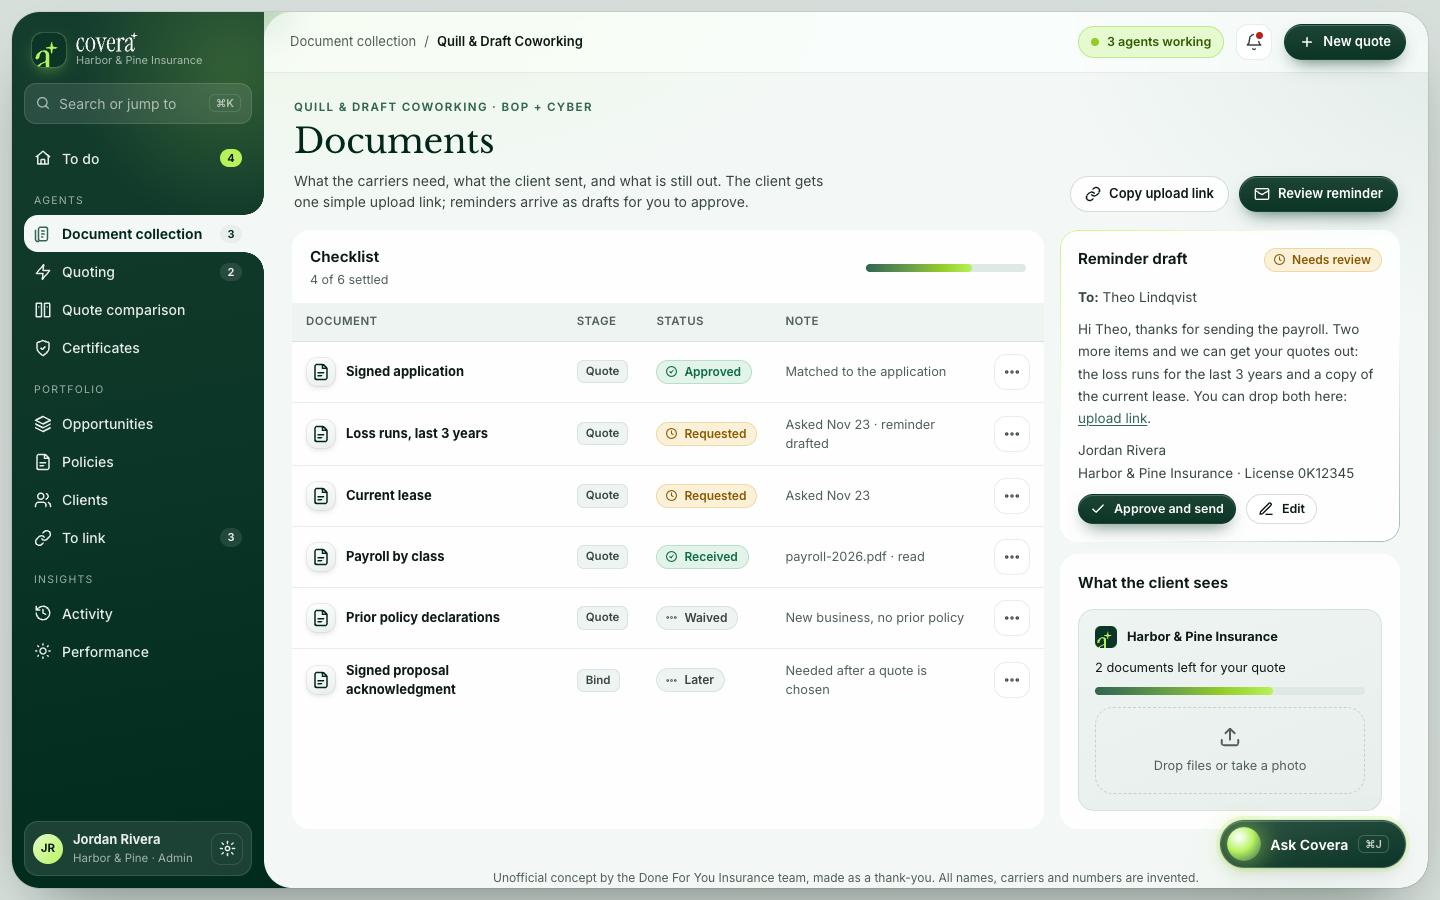 covera
Harbor & Pine Insurance
Search or jump to
⌘K
To do
4
AGENTS
Document collection
3
Quoting
2
Quote comparison
Certificates
PORTFOLIO
Opportunities
Policies
Clients
To link
3
INSIGHTS
Activity
Performance
JR
Jordan Rivera
Harbor & Pine · Admin
Document collection / Quill & Draft Coworking
3 agents working
New quote
QUILL & DRAFT COWORKING · BOP + CYBER
Documents
What the carriers need, what the client sent, and what is still out. The client gets
one simple upload link; reminders arrive as drafts for you to approve.
Copy upload link
Review reminder
Checklist
4 of 6 settled
DOCUMENT STAGE STATUS NOTE
Signed application Quote Approved Matched to the application
Loss runs, last 3 years Quote Requested Asked Nov 23 · reminder
drafted
Current lease Quote Requested Asked Nov 23
Payroll by class Quote Received payroll-2026.pdf · read
Prior policy declarations Quote Waived New business, no prior policy
Signed proposal
acknowledgment
Bind Later
Needed after a quote is
chosen
Reminder draft
Needs review
To: Theo Lindqvist
Hi Theo, thanks for sending the payroll. Two
more items and we can get your quotes out:
the loss runs for the last 3 years and a copy of
the current lease. You can drop both here:
upload link.
Jordan Rivera
Harbor & Pine Insurance · License 0K12345
Approve and send
Edit
What the client sees
Harbor & Pine Insurance
2 documents left for your quote
Drop files or take a photo
Ask Covera
⌘J
Unofficial concept by the Done For You Insurance team, made as a thank-you. All names, carriers and numbers are invented.